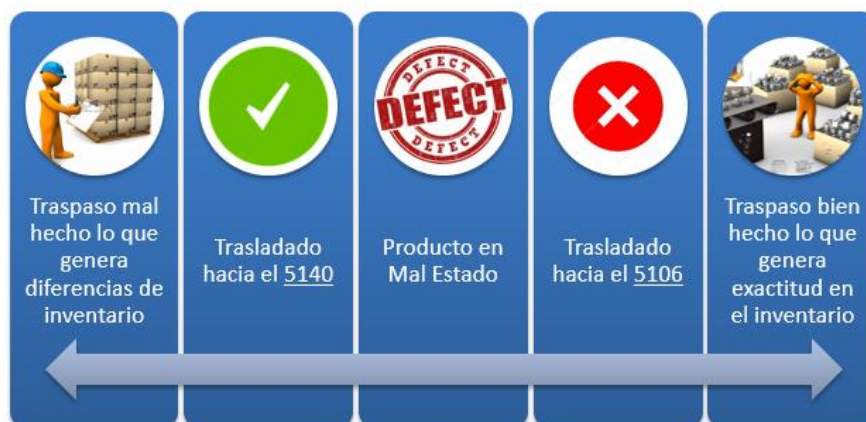 DEFECT
DEFECT
DEFECT
Traspaso mal
hecho lo que
genera
diferencias de
inventario
Trasladado
hacia el 5140
Producto en
Mal Estado
Trasladado
hacia el 5106
Traspaso bien
hecho lo que
genera
exactitud en
el inventario